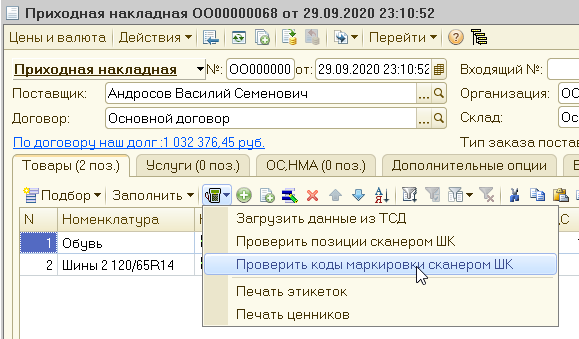 Приходная накладная ОО00000068 от 29.09.2020 23:10:52
Цены и валюта Действия Перейти
Приходная накладная №: ОО000000 от: 29.09.2020 23:10:52 Входящий №:
Поставщик: Андросов Василий Семенович ... Организация: ОС
Договор: Основной договор ... Склад: Ос
По договору наш долг :1 032 376,45 руб. Тип заказа поста
Товары (2 поз.) Услуги (0 поз.) ОС,НМА (0 поз.) Дополнительные опции
Подбор Заполнить
N Номенклатура С
1 Обувь
2 Шины 2 120/65R14
Загрузить данные из ТСД
Проверить позиции сканером ШК
Проверить коды маркировки сканером ШК
Печать этикеток
Печать ценников